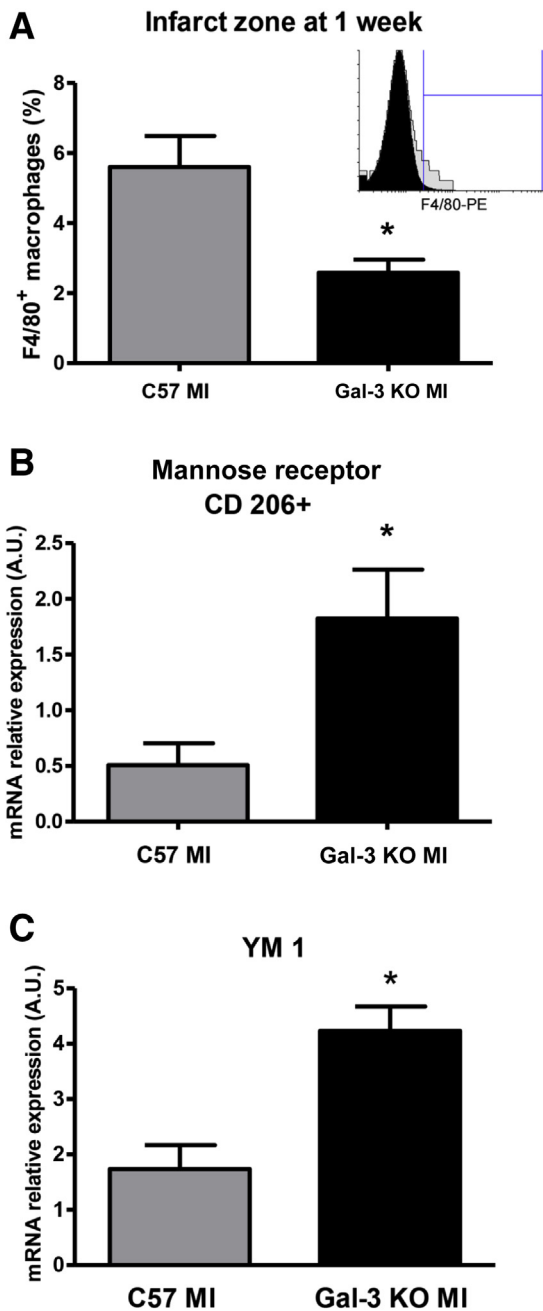 A
Infarct zone at 1 week
F4/80+ macrophages (%)
8
6
4
2
0
*
F4/80-PE
C57 MI
Gal-3 KO MI
B
Mannose receptor
CD 206+
mRNA relative expression (A.U.)
2.5
2.0
1.5
1.0
0.5
0.0
*
C57 MI
Gal-3 KO MI
C
YM 1
mRNA relative expression (A.U.)
5
4
3
2
1
0
*
C57 MI
Gal-3 KO MI